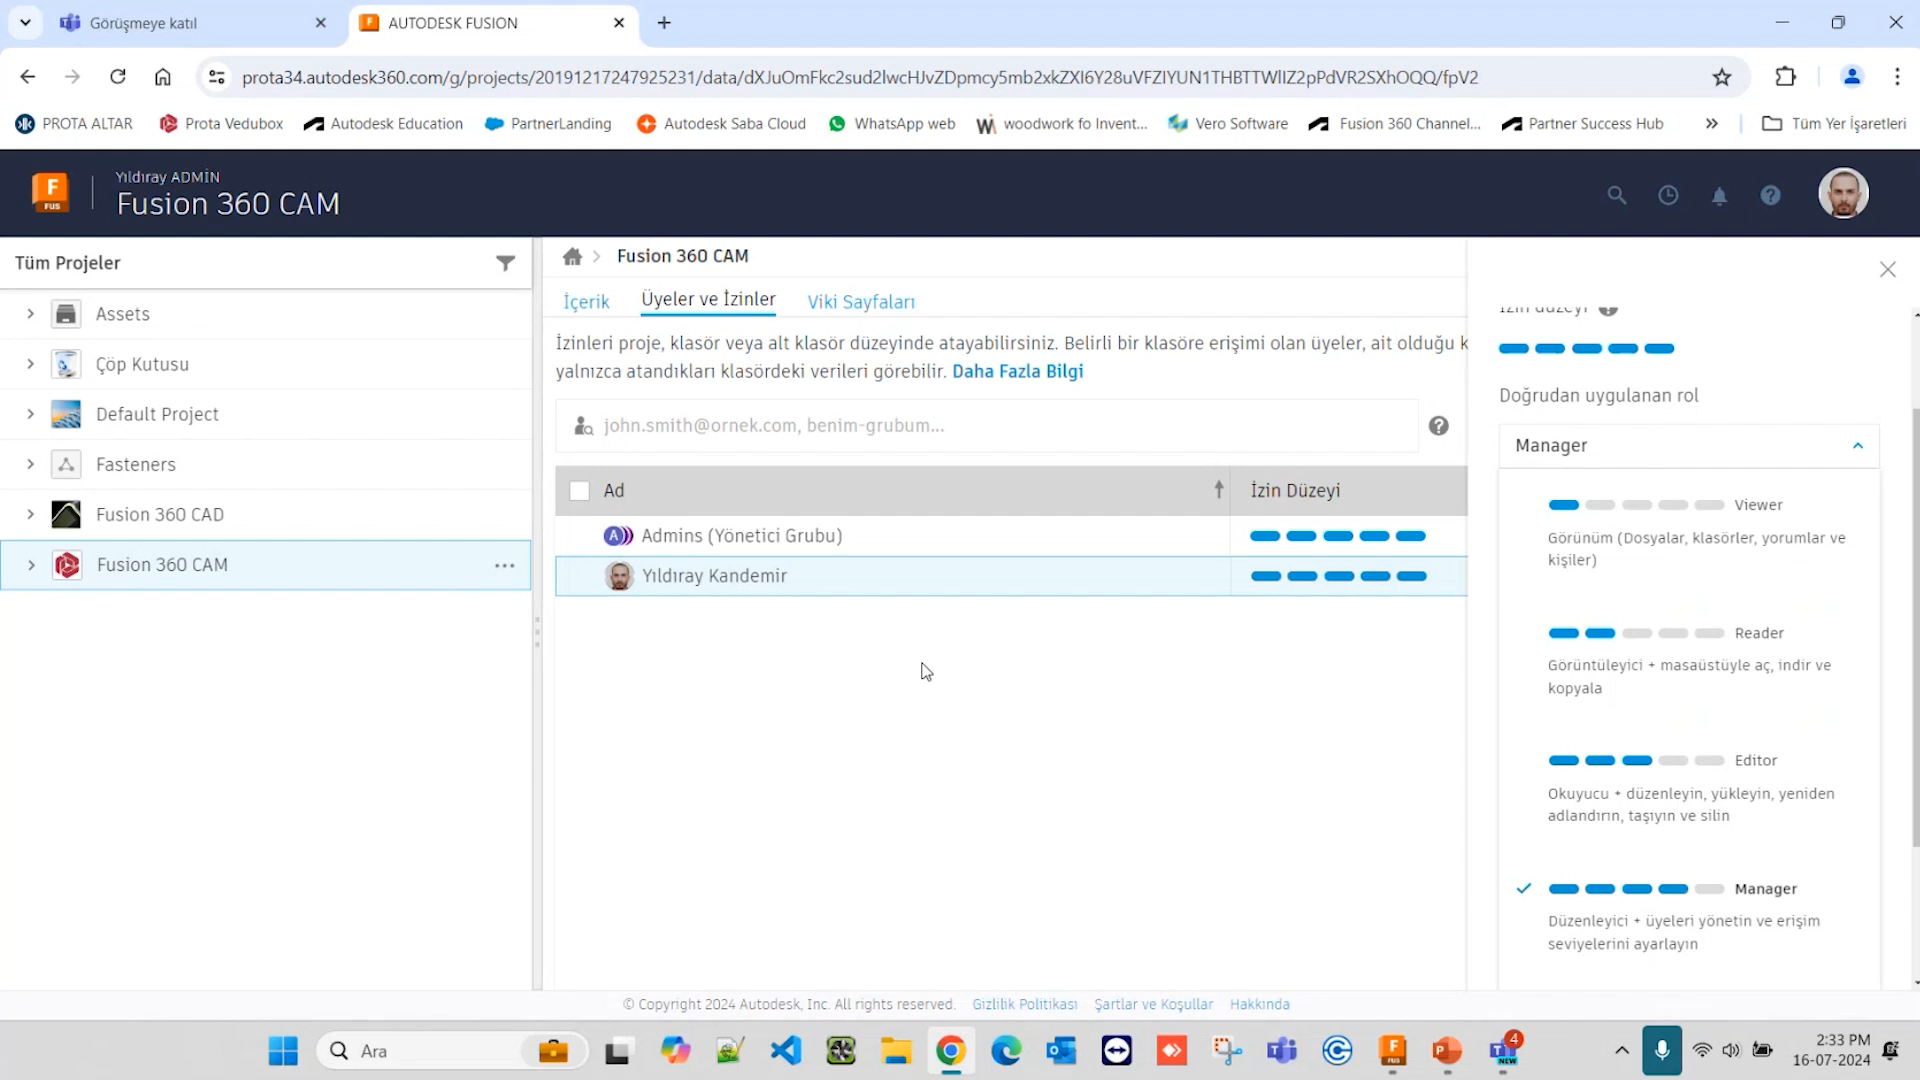 Görüşmeye katıl
AUTODESK FUSION
prota34.autodesk360.com/g/projects/20191217247925231/data/dXJuOmFkc2sud2lwcHJvZDpmcy5mb2xkZXI6Y28uVFZIYUN1THBTTWlIZ2pPdVR2SXhOQQ/fpV2
PROTA ALTAR
Prota Vedubox
Autodesk Education
PartnerLanding
Autodesk Saba Cloud
WhatsApp web
woodwork fo Invent...
Vero Software
Fusion 360 Channel...
Partner Success Hub
Tüm Yer İşaretleri
F
FUS
Yıldıray ADMİN
Fusion 360 CAM
Tüm Projeler
Assets
Çöp Kutusu
Default Project
Fasteners
Fusion 360 CAD
Fusion 360 CAM
Fusion 360 CAM
İçerik
Üyeler ve İzinler
Viki Sayfaları
İzinleri proje, klasör veya alt klasör düzeyinde atayabilirsiniz. Belirli bir klasöre erişimi olan üyeler, ait olduğu k
yalnızca atandıkları klasördeki verileri görebilir. Daha Fazla Bilgi
john.smith@ornek.com, benim-grubum...
Ad
İzin Düzeyi
A
Admins (Yönetici Grubu)
Yıldıray Kandemir
İzin düzeyi
Doğrudan uygulanan rol
Manager
Viewer
Görünüm (Dosyalar, klasörler, yorumlar ve
kişiler)
Reader
Görüntüleyici + masaüstüyle aç, indir ve
kopyala
Editor
Okuyucu + düzenleyin, yükleyin, yeniden
adlandırın, taşıyın ve silin
Manager
Düzenleyici + üyeleri yönetin ve erişim
seviyelerini ayarlayın
© Copyright 2024 Autodesk, Inc. All rights reserved.
Gizlilik Politikası
Şartlar ve Koşullar
Hakkında
Ara
4
NEW
2:33 PM
16-07-2024